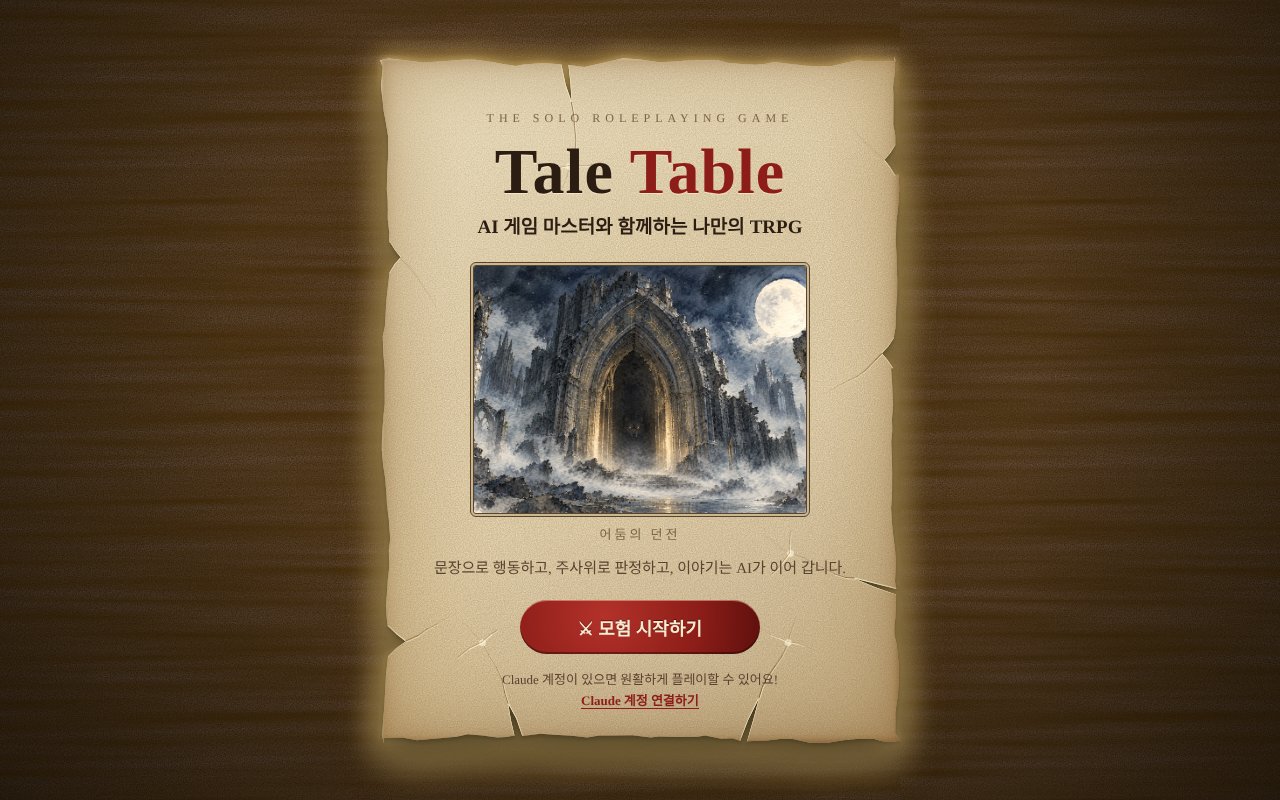 THE SOLO ROLEPLAYING GAME
Tale Table
AI 게임 마스터와 함께하는 나만의 TRPG
어둠의 던전
문장으로 행동하고, 주사위로 판정하고, 이야기는 AI가 이어 갑니다.
⚔ 모험 시작하기
Claude 계정이 있으면 원활하게 플레이할 수 있어요!
Claude 계정 연결하기